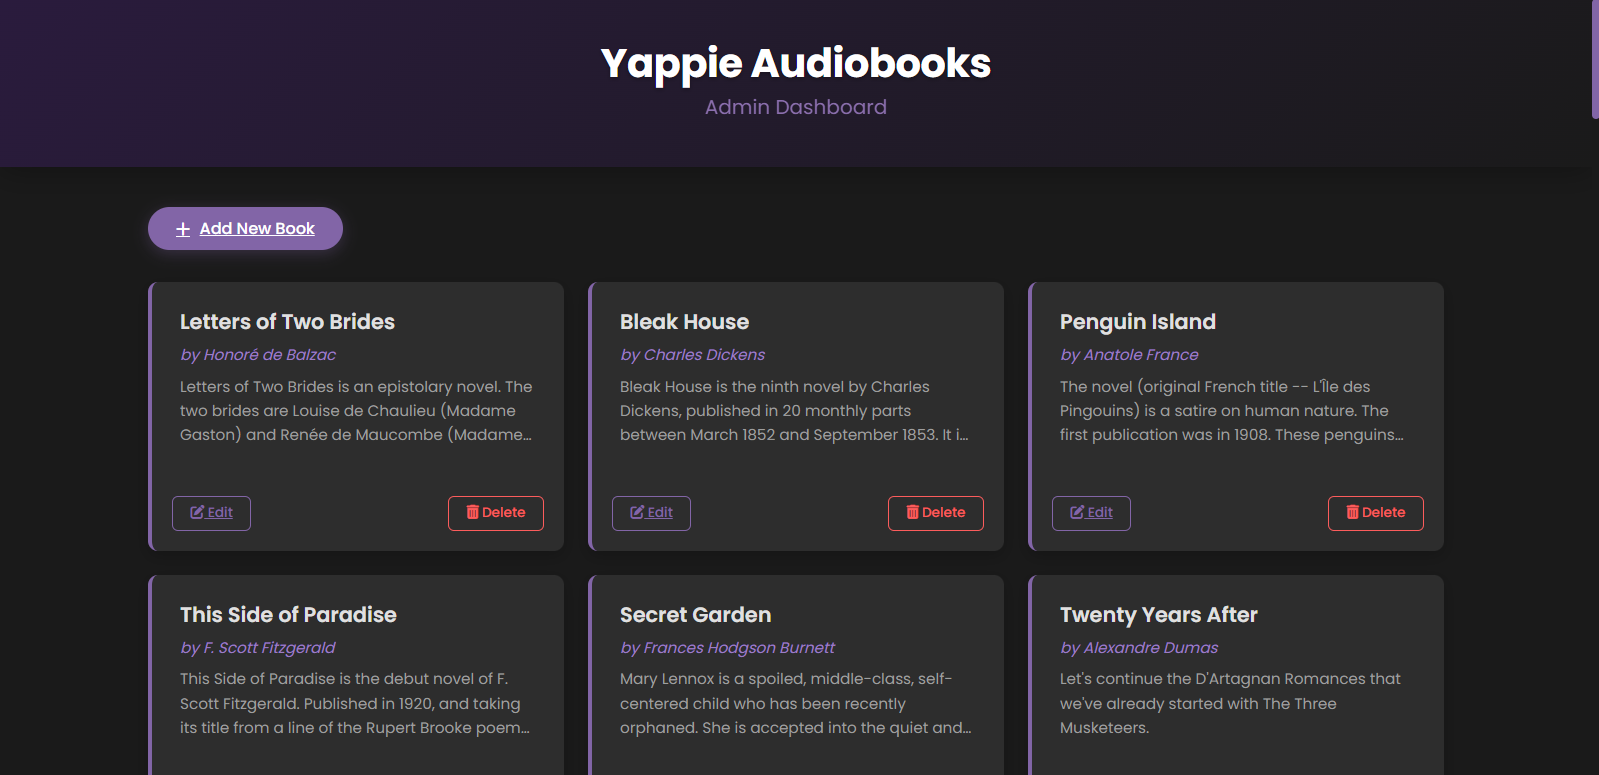 Yappie Audiobooks
Admin Dashboard
+ Add New Book
Letters of Two Brides
by Honoré de Balzac
Letters of Two Brides is an epistolary novel. The
two brides are Louise de Chaulieu (Madame
Gaston) and Renée de Maucombe (Madame...
Edit
Delete
Bleak House
by Charles Dickens
Bleak House is the ninth novel by Charles
Dickens, published in 20 monthly parts
between March 1852 and September 1853. It i...
Edit
Delete
Penguin Island
by Anatole France
The novel (original French title -- L'Île des
Pingouins) is a satire on human nature. The
first publication was in 1908. These penguins...
Edit
Delete
This Side of Paradise
by F. Scott Fitzgerald
This Side of Paradise is the debut novel of F.
Scott Fitzgerald. Published in 1920, and taking
its title from a line of the Rupert Brooke poem...
Secret Garden
by Frances Hodgson Burnett
Mary Lennox is a spoiled, middle-class, self-
centered child who has been recently
orphaned. She is accepted into the quiet and...
Twenty Years After
by Alexandre Dumas
Let's continue the D'Artagnan Romances that
we've already started with The Three
Musketeers.